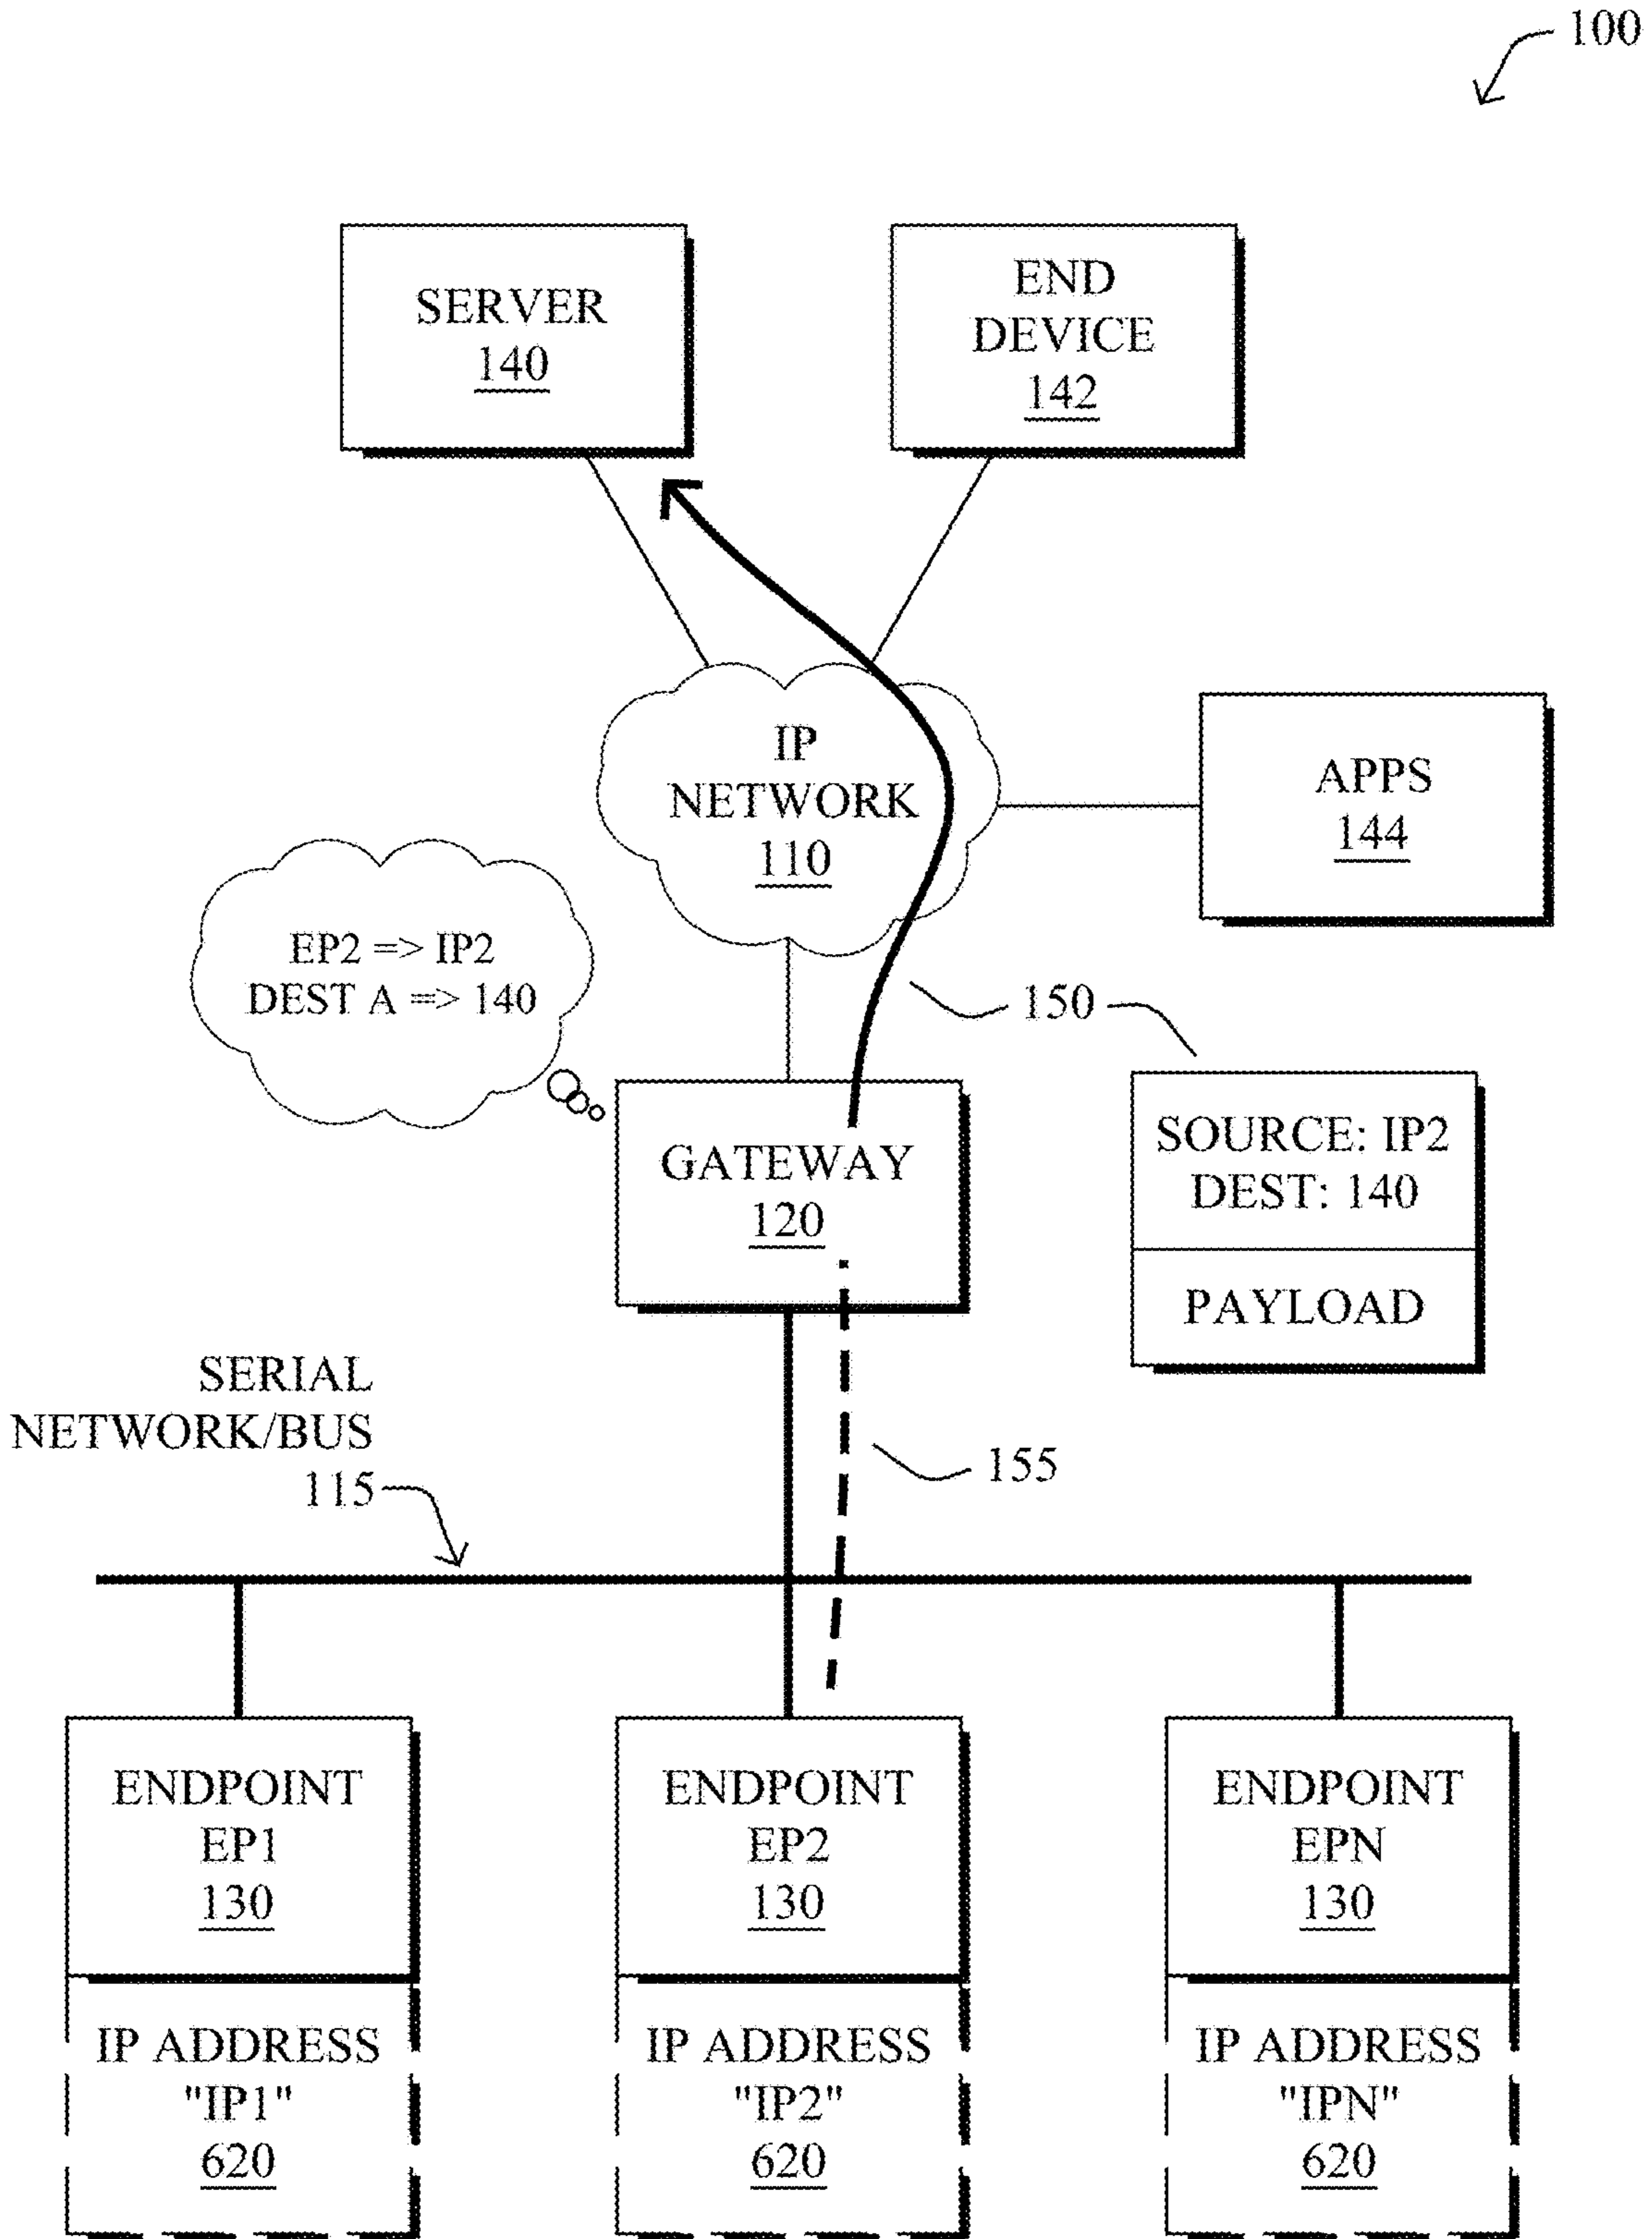 100
SERVER
140
END
DEVICE
142
IP
NETWORK
110
APPS
144
EP2 => IP2
DEST A => 140
150
GATEWAY
120
SOURCE: IP2
DEST: 140
PAYLOAD
SERIAL
NETWORK/BUS
115
155
ENDPOINT
EP1
130
IP ADDRESS
"IP1"
620
ENDPOINT
EP2
130
IP ADDRESS
"IP2"
620
ENDPOINT
EPN
130
IP ADDRESS
"IPN"
620